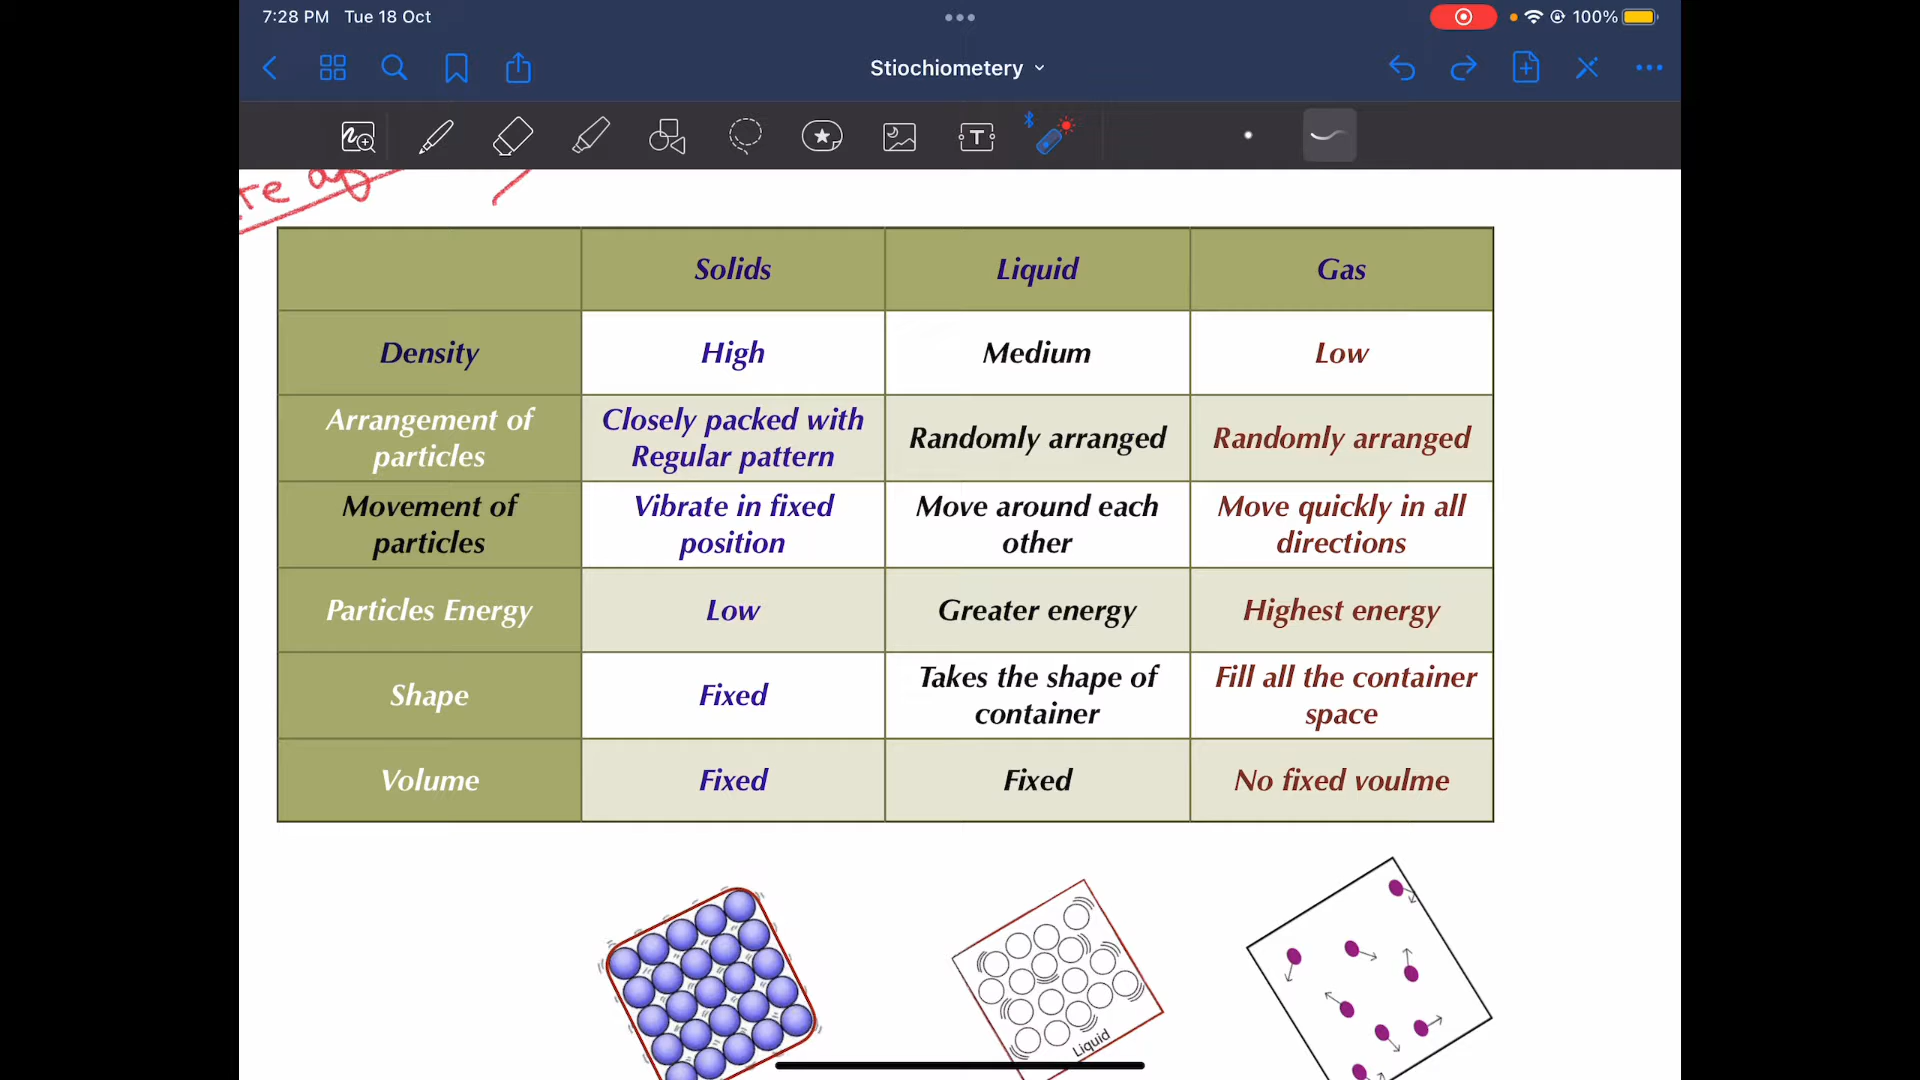 7:28 PM Tue 18 Oct
100%
Stiochiometery
T
Solids Liquid Gas
Density High Medium Low
Arrangement of particles
Closely packed with Regular pattern
Randomly arranged
Randomly arranged
Movement of particles
Vibrate in fixed position
Move around each other
Move quickly in all directions
Particles Energy Low Greater energy Highest energy
Shape Fixed
Takes the shape of container
Fill all the container space
Volume Fixed Fixed No fixed voulme
Liquid